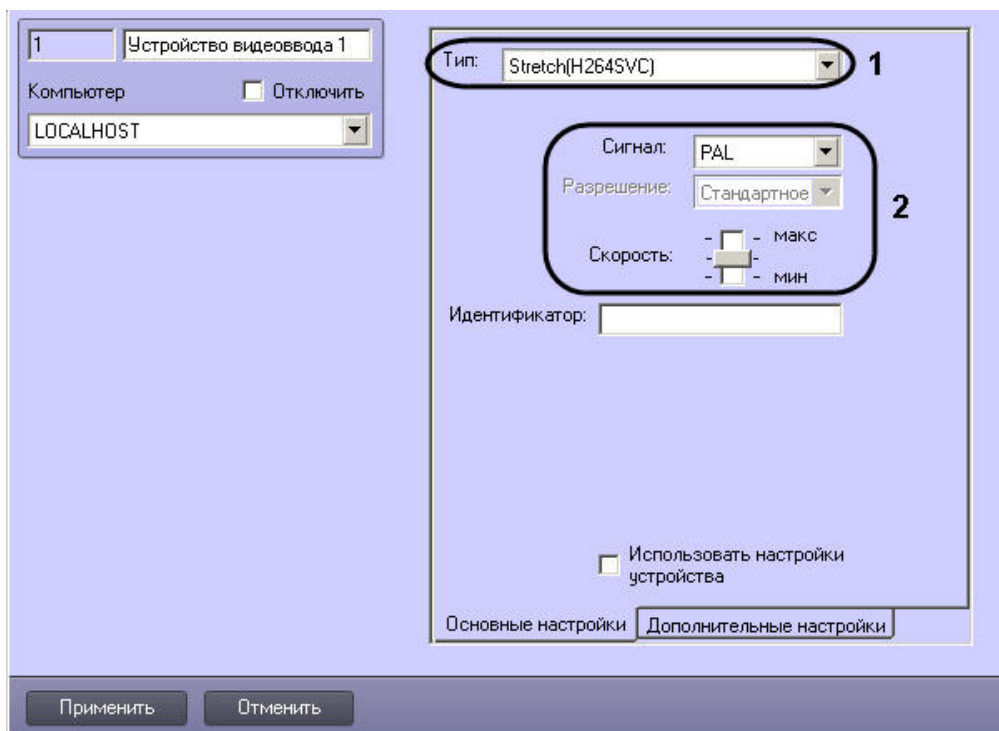 1 Устройство видеоввода 1
Компьютер Отключить
LOCALHOST
Тип: Stretch(H264SVC) 1
Сигнал: PAL
Разрешение: Стандартное
2
- - макс
Скорость: - -
- - мин
Идентификатор:
Использовать настройки
устройства
Основные настройки Дополнительные настройки
Применить Отменить